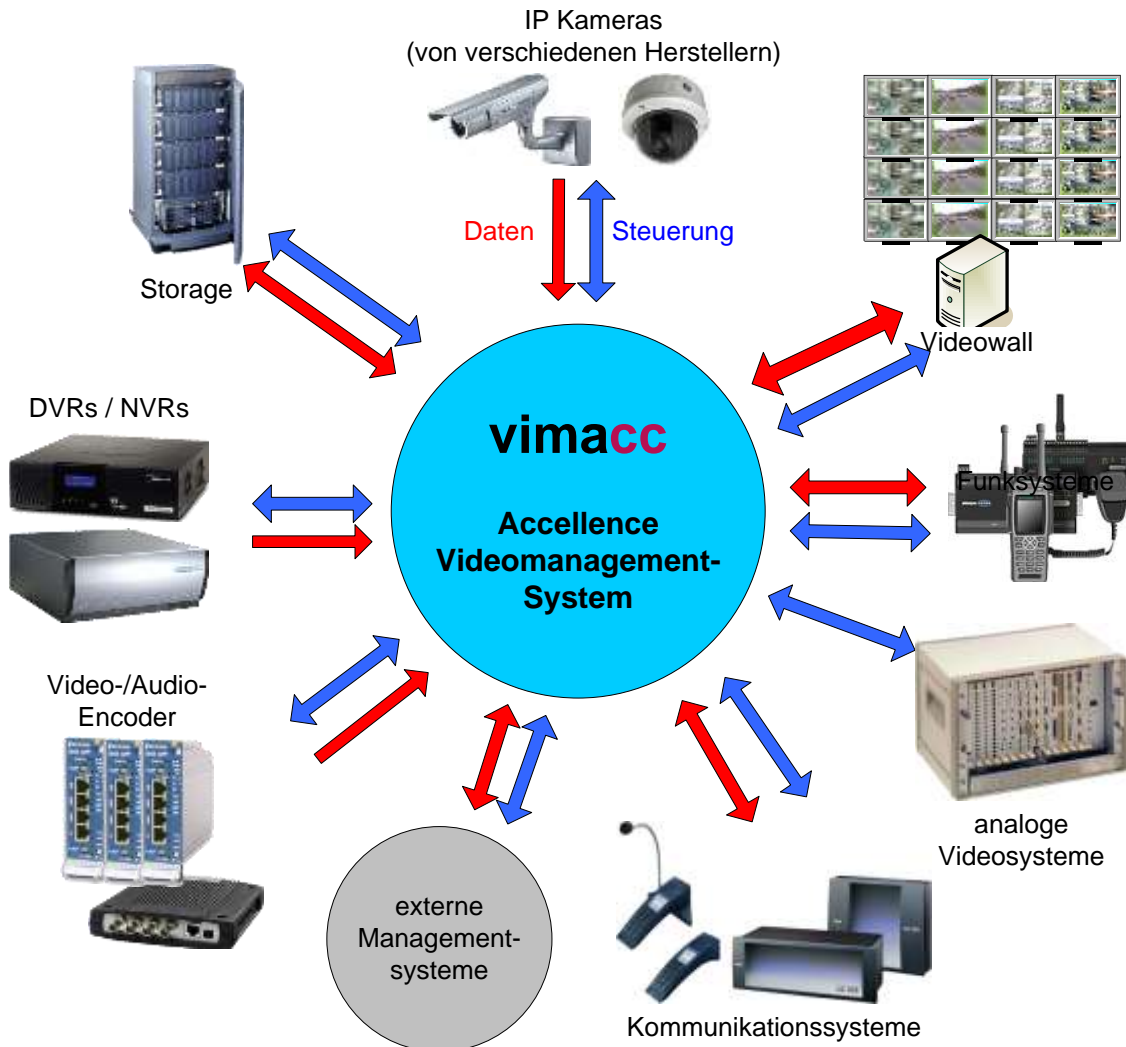 IP Kameras
(von verschiedenen Herstellern)
Daten
Steuerung
Storage
Videowall
DVRs / NVRs
vimacc
Accellence
Videomanagement-
System
Funksysteme
Video-/Audio-
Encoder
analoge
Videosysteme
externe
Management-
systeme
Kommunikationssysteme